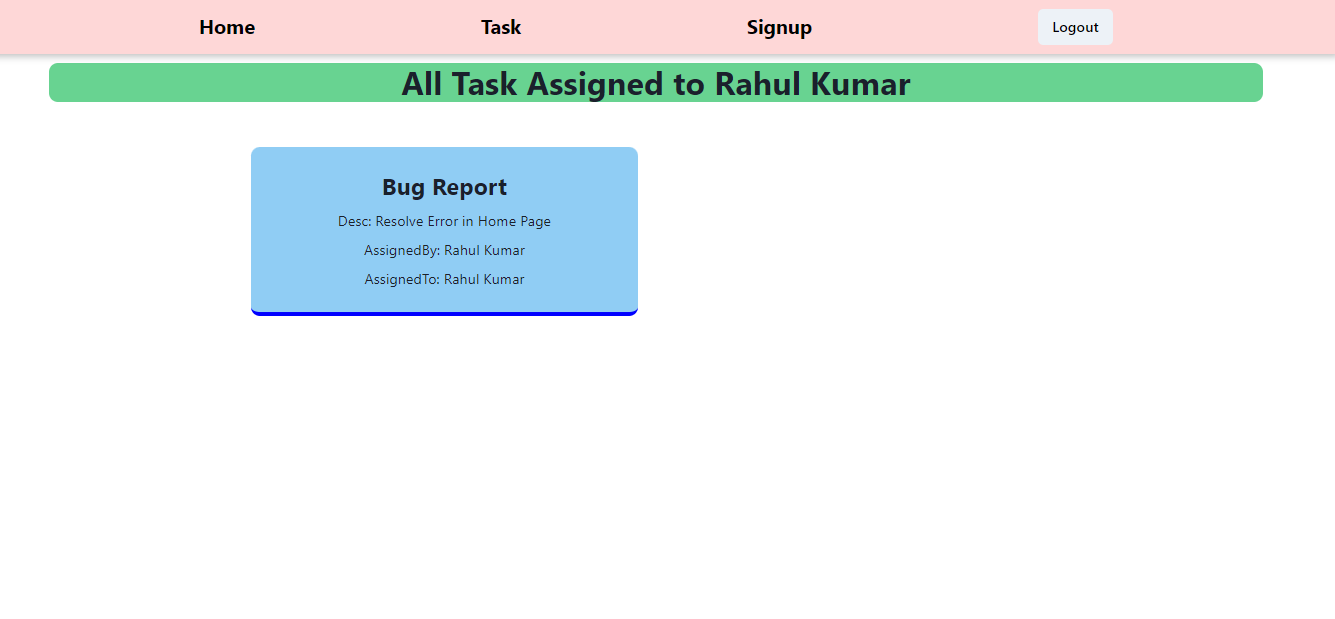 Home Task Signup Logout
All Task Assigned to Rahul Kumar
Bug Report
Desc: Resolve Error in Home Page
AssignedBy: Rahul Kumar
AssignedTo: Rahul Kumar